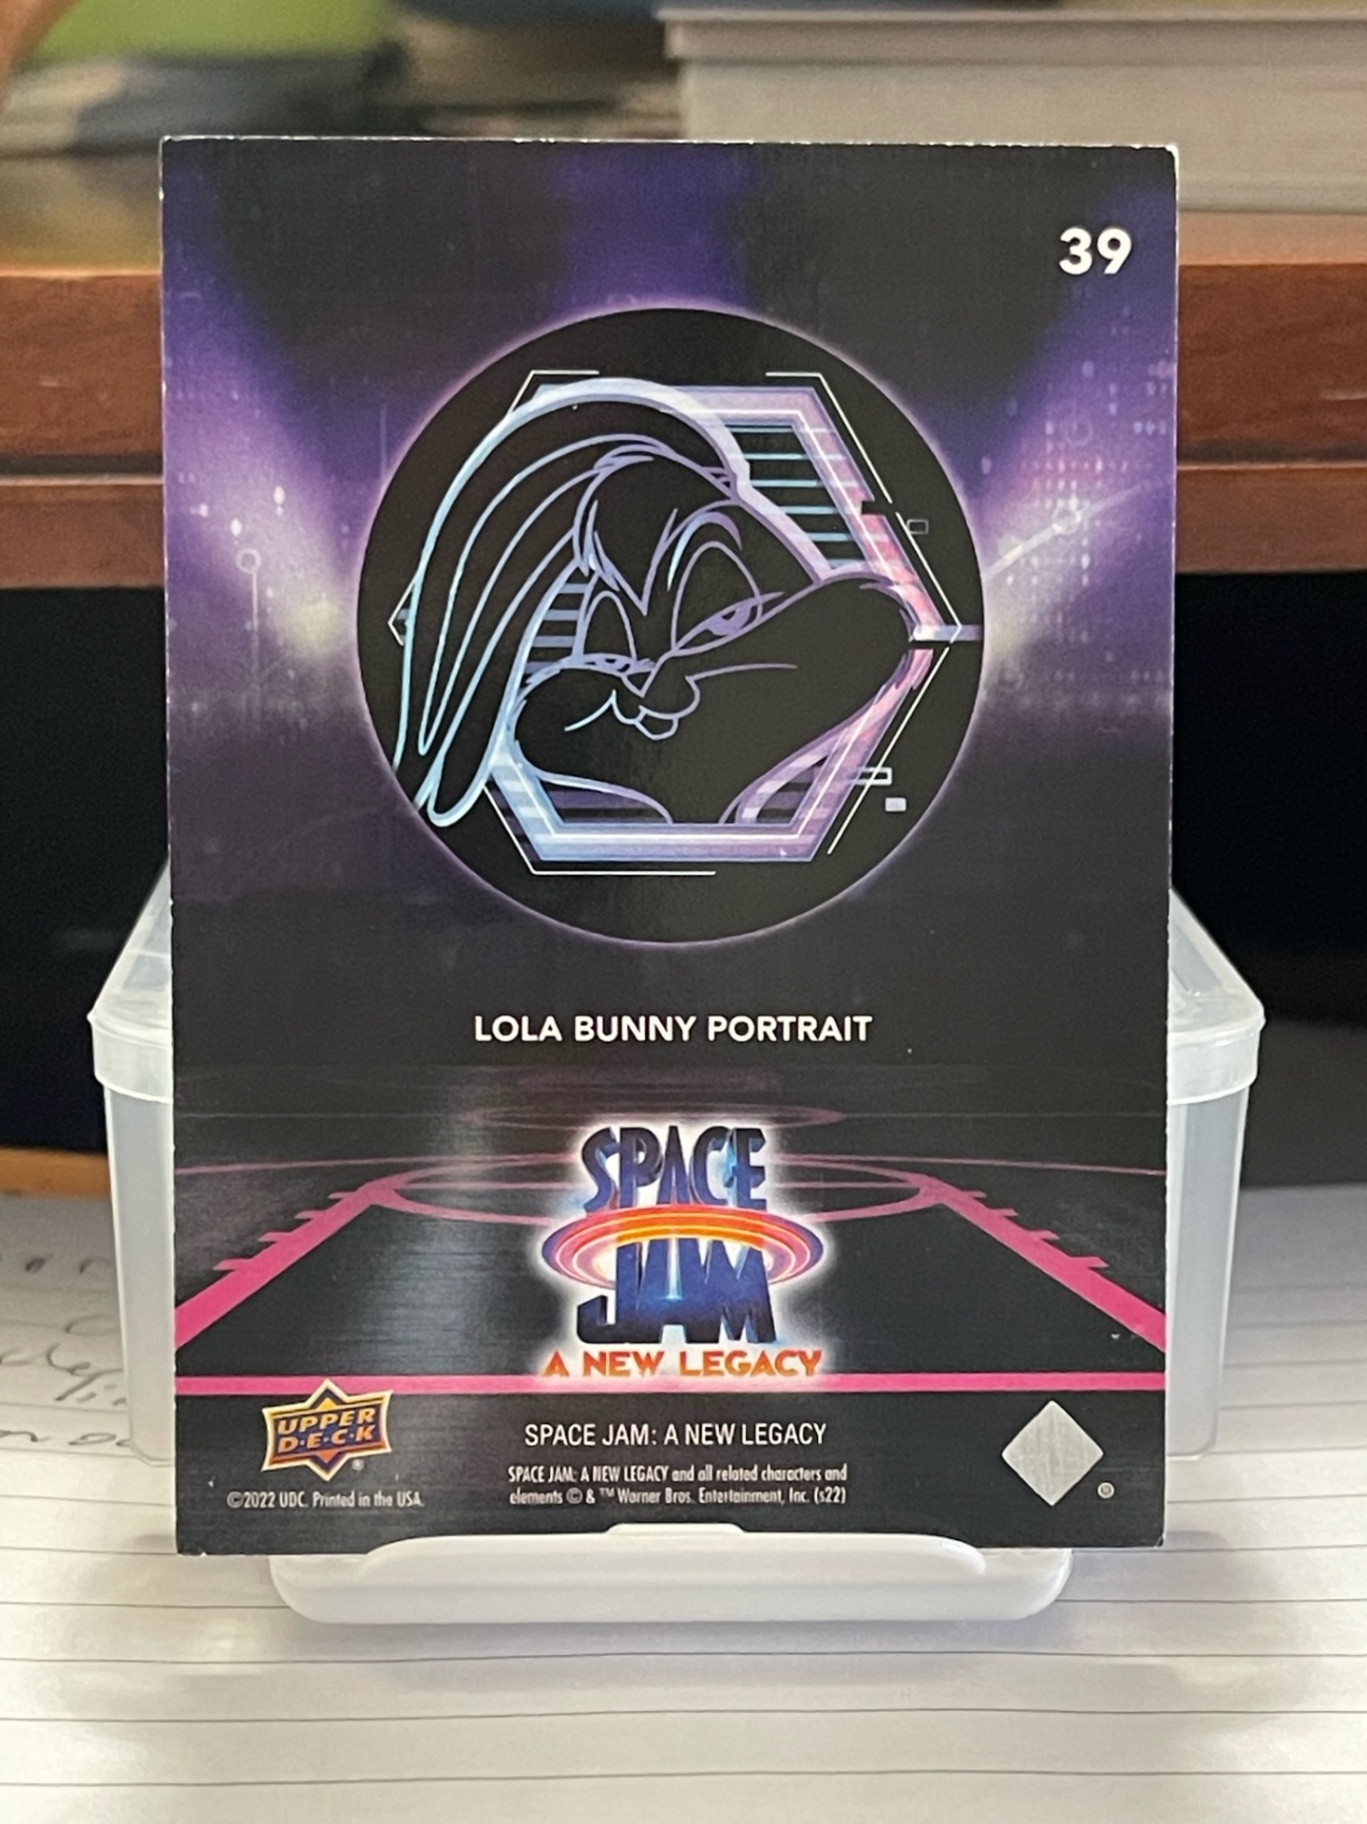 39
LOLA BUNNY PORTRAIT
SPACE
JAM
A NEW LEGACY
UPPER
D•E•C•K
®
SPACE JAM: A NEW LEGACY
SPACE JAM: A NEW LEGACY and all related characters and
elements © & ™ Warner Bros. Entertainment, Inc. (s22)
©2022 UDC. Printed in the USA.
®